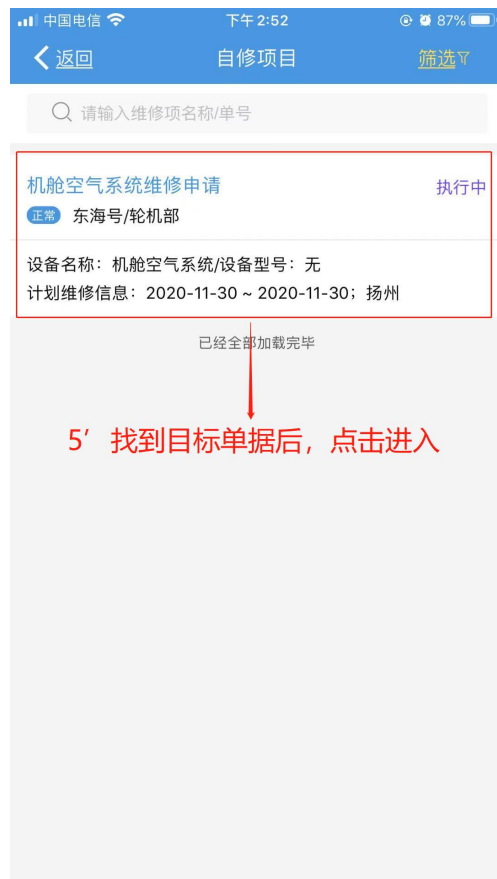 中国电信 下午2:52 87%
返回 自修项目 筛选
请输入维修项名称/单号
机舱空气系统维修申请 执行中
正常 东海号/轮机部
设备名称：机舱空气系统/设备型号：无
计划维修信息：2020-11-30 ~ 2020-11-30；扬州
已经全部加载完毕
5’找到目标单据后，点击进入